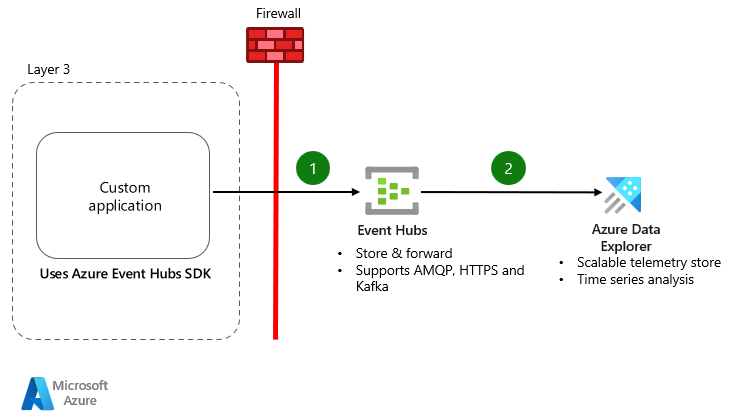 Firewall
Layer 3
Custom
application
Uses Azure Event Hubs SDK
1
Event Hubs
• Store & forward
• Supports AMQP, HTTPS and
Kafka
2
Azure Data
Explorer
• Scalable telemetry store
• Time series analysis
Microsoft
Azure